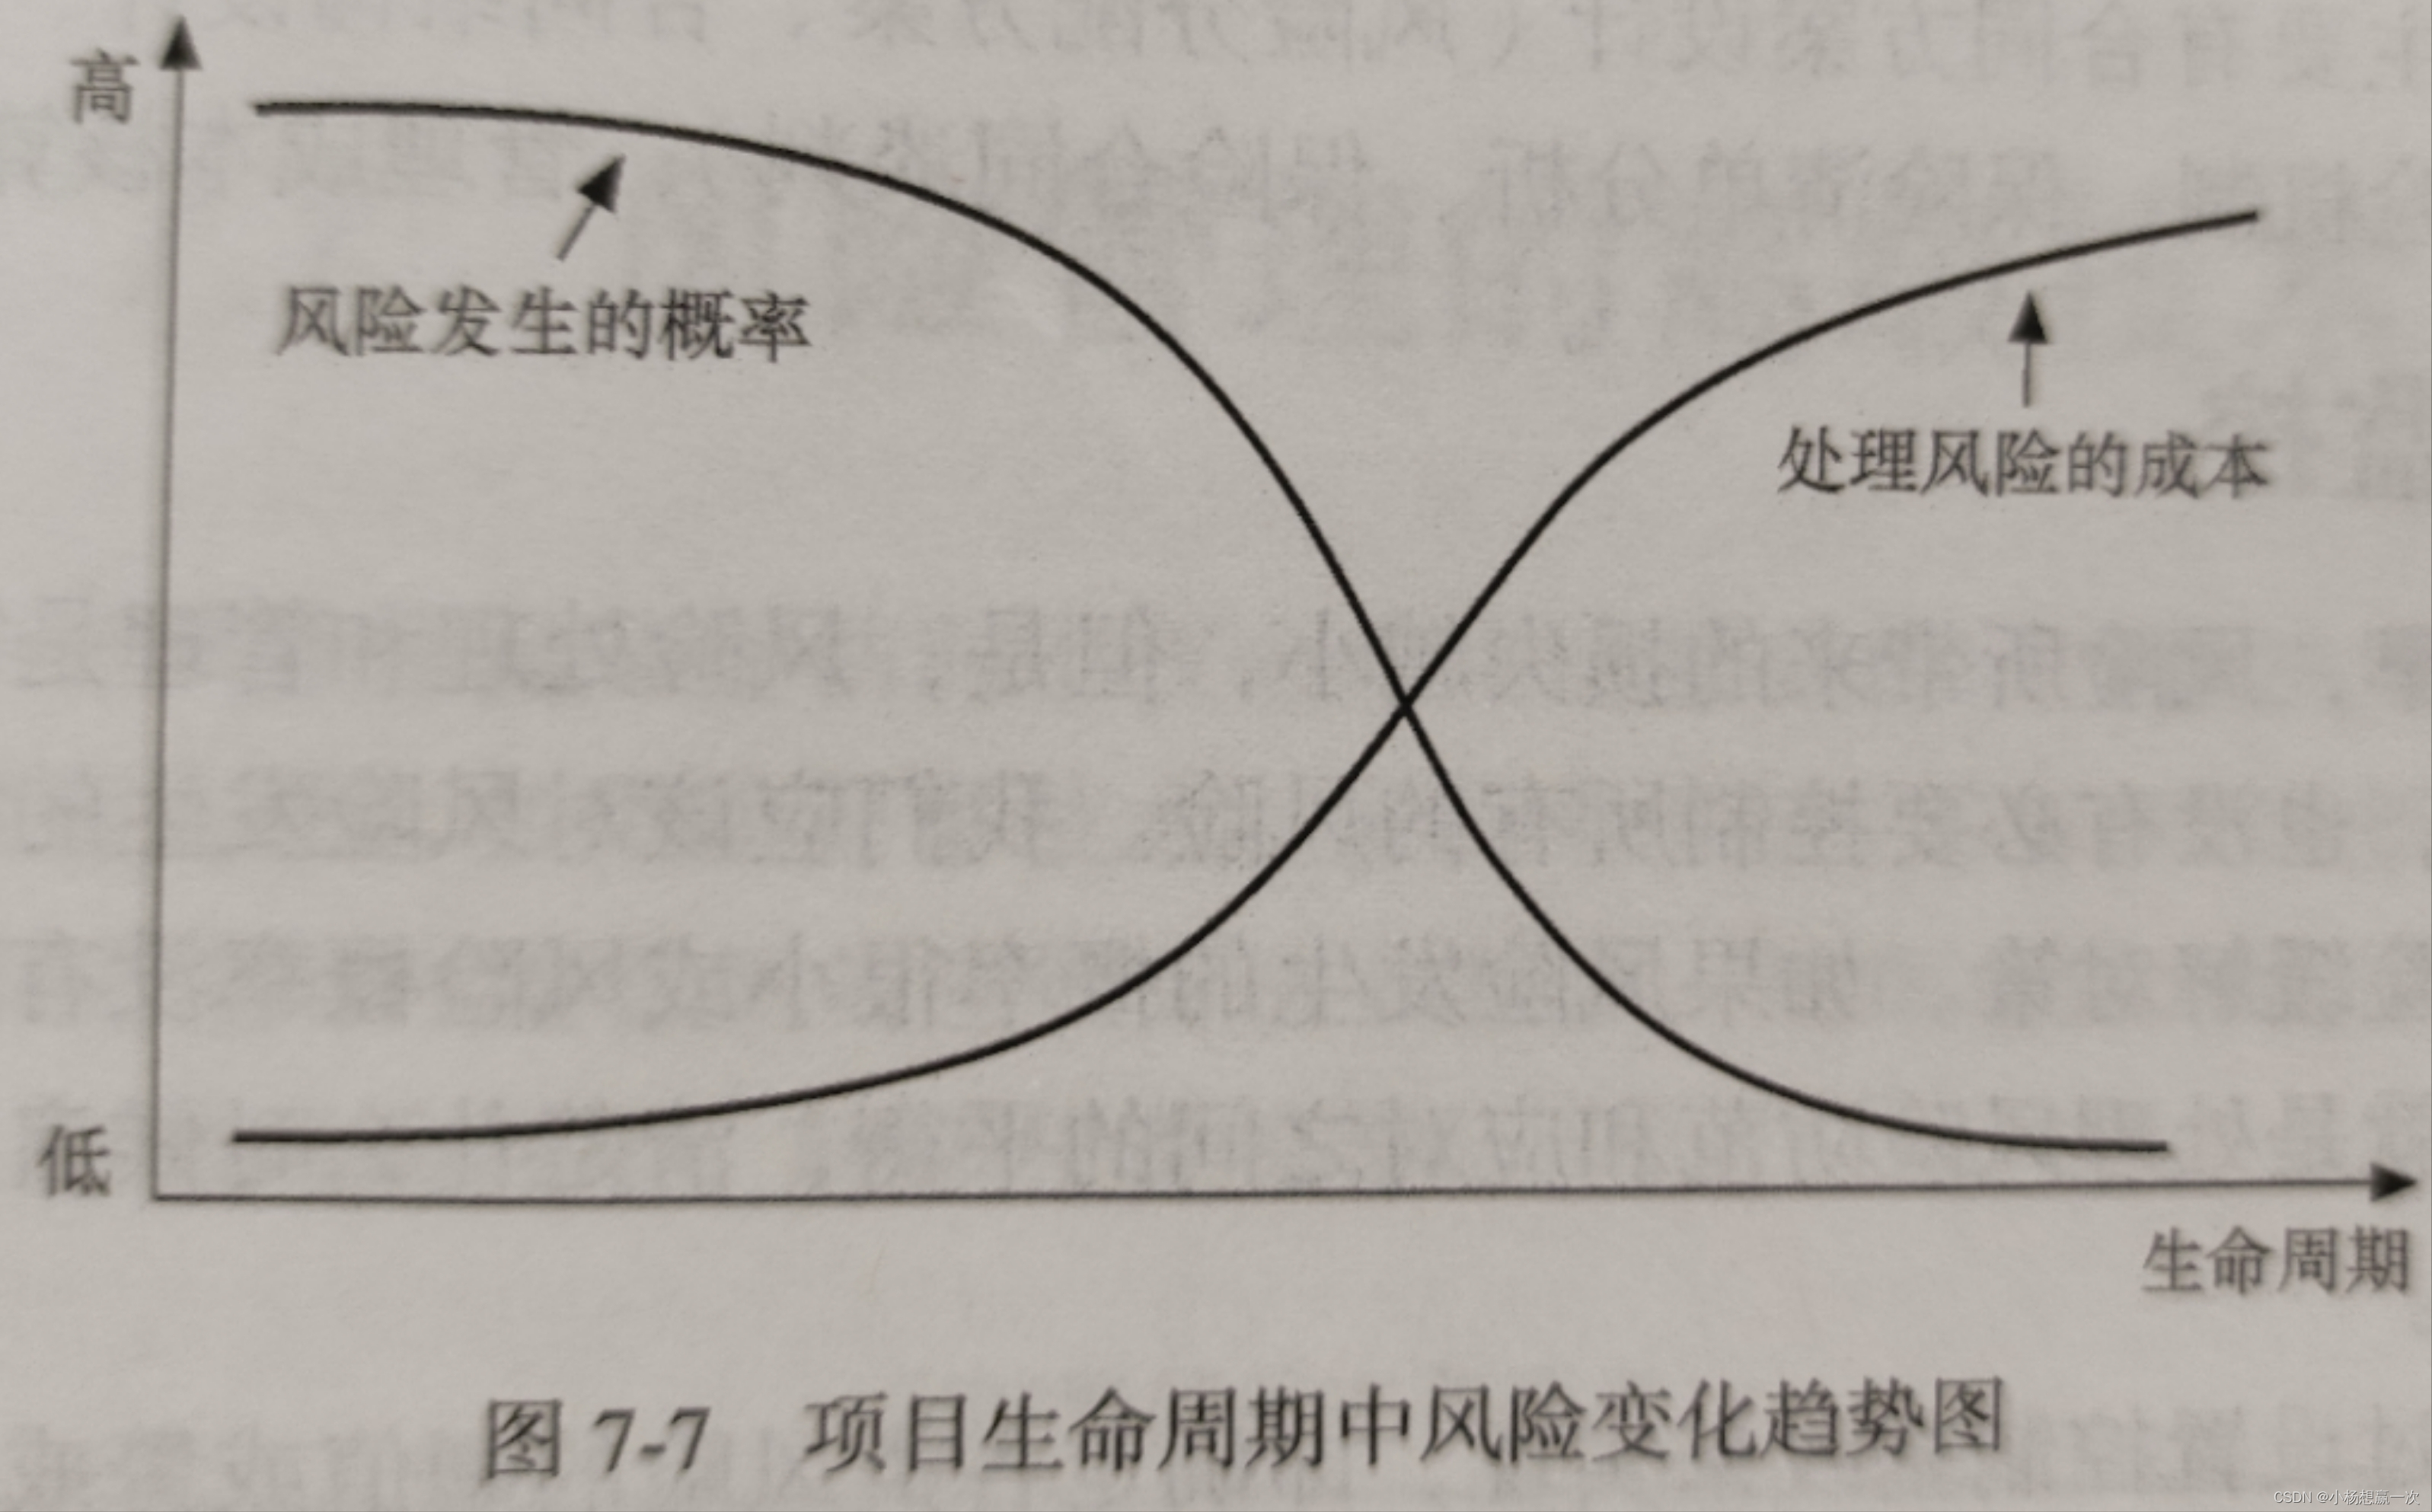 高
风险发生的概率
处理风险的成本
低
生命周期
图 7-7 项目生命周期中风险变化趋势图
CSDN @小杨想赢一次